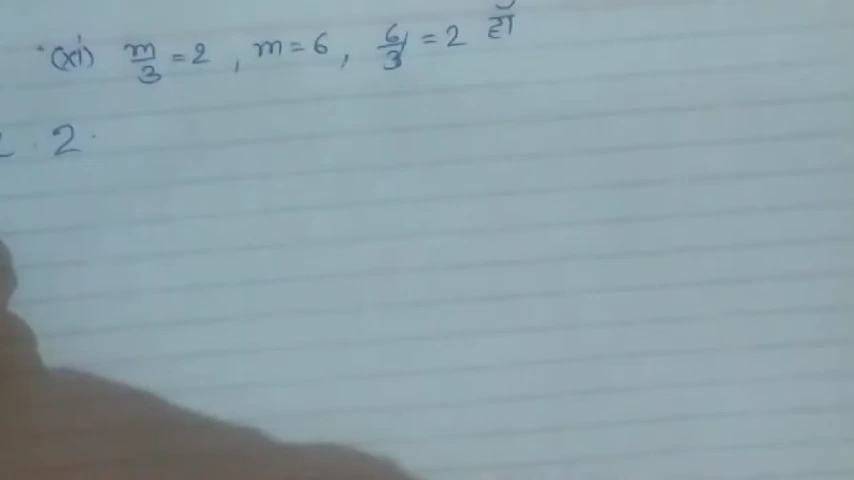 (xi) m/3 = 2 , m = 6 , 6/3 = 2 हाँ
2.